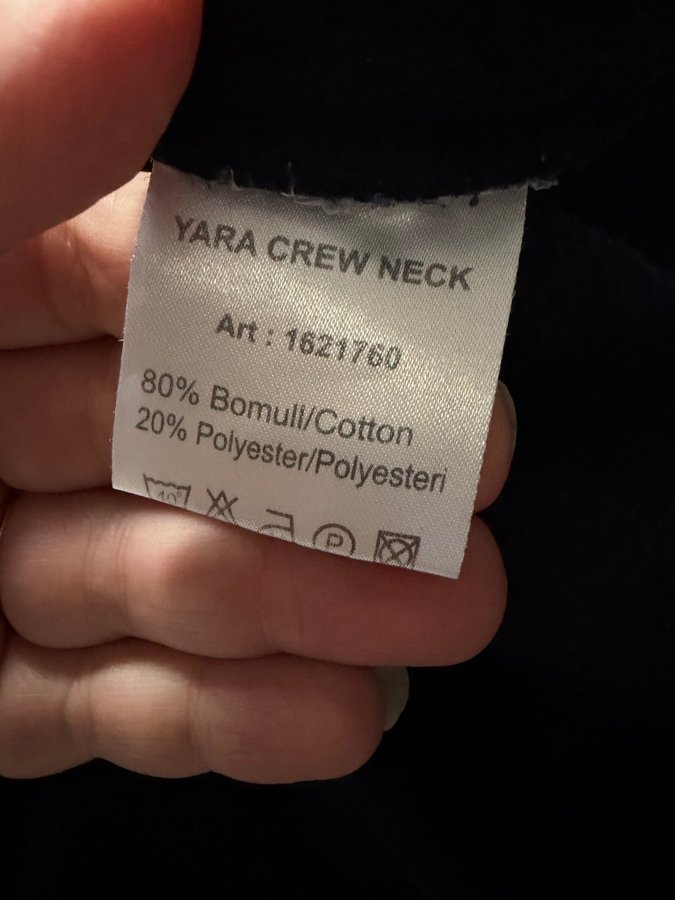 YARA CREW NECK
Art : 1621760
80% Bomull/Cotton
20% Polyester/Polyesteri
P